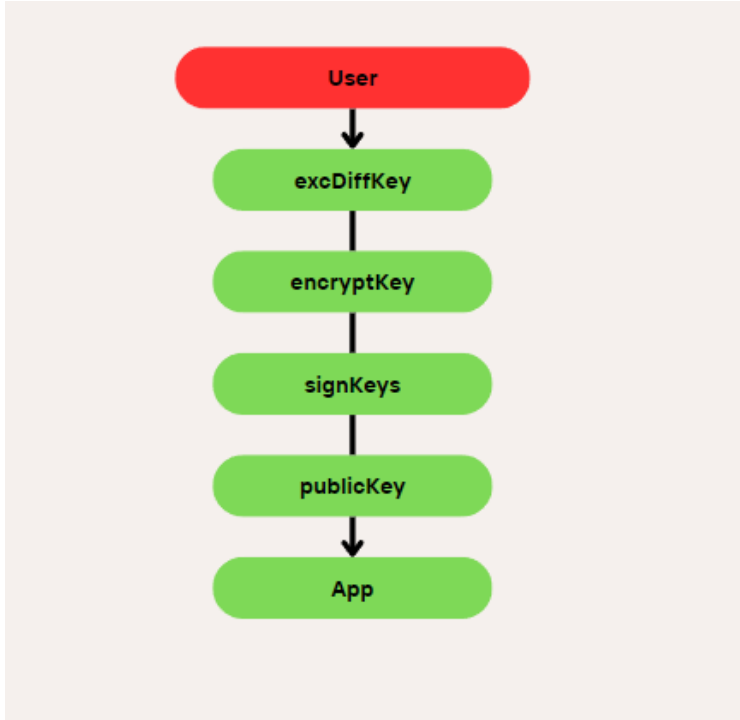 User
excDiffKey
encryptKey
signKeys
publicKey
App